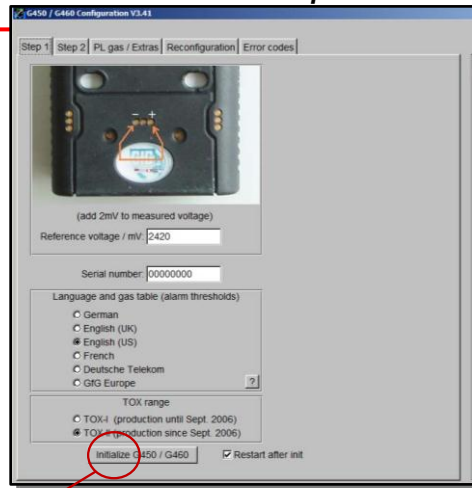 G450 / G460 Configuration V3.41
Step 1 Step 2 PL gas / Extras Reconfiguration Error codes
- +
(add 2mV to measured voltage)
Reference voltage / mV: 2420
Serial number: 00000000
Language and gas table (alarm thresholds)
German
English (UK)
English (US)
French
Deutsche Telekom
GfG Europe ?
TOX range
TOX-I (production until Sept. 2006)
TOX-II (production since Sept. 2006)
Initialize G450 / G460 Restart after init